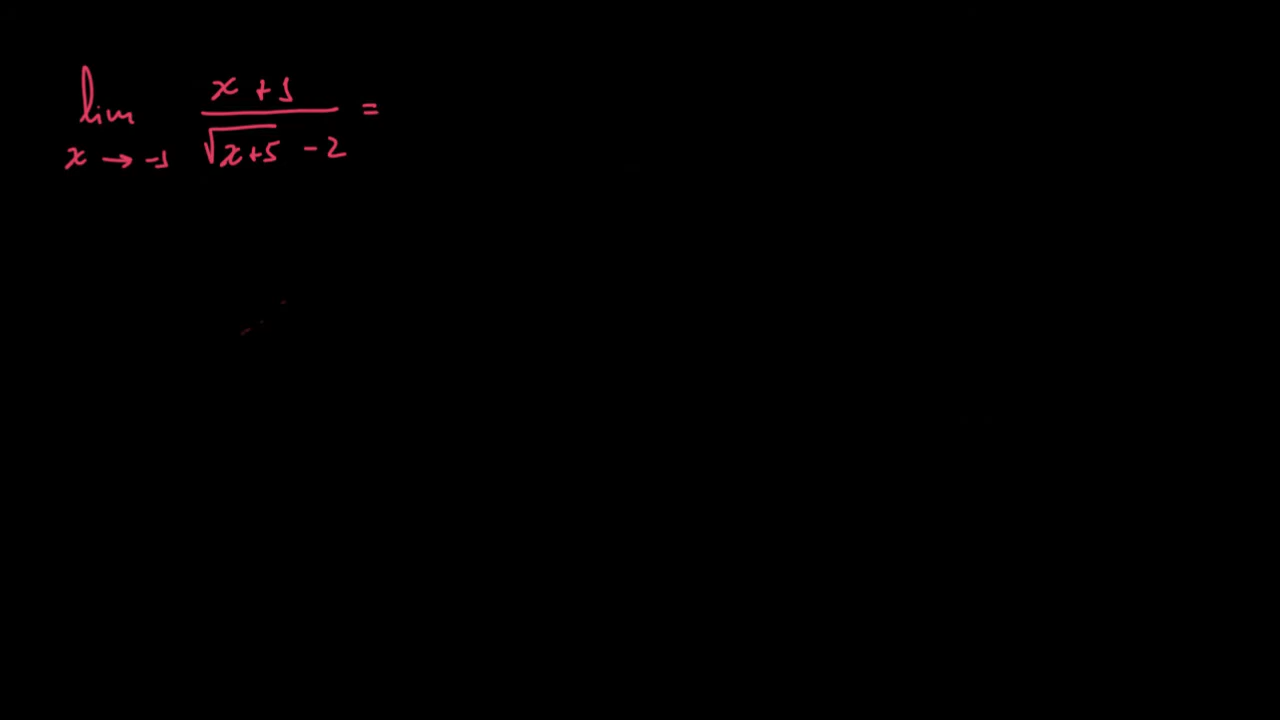 lim x → -1 (x + 1) / (√(x+5) - 2) =